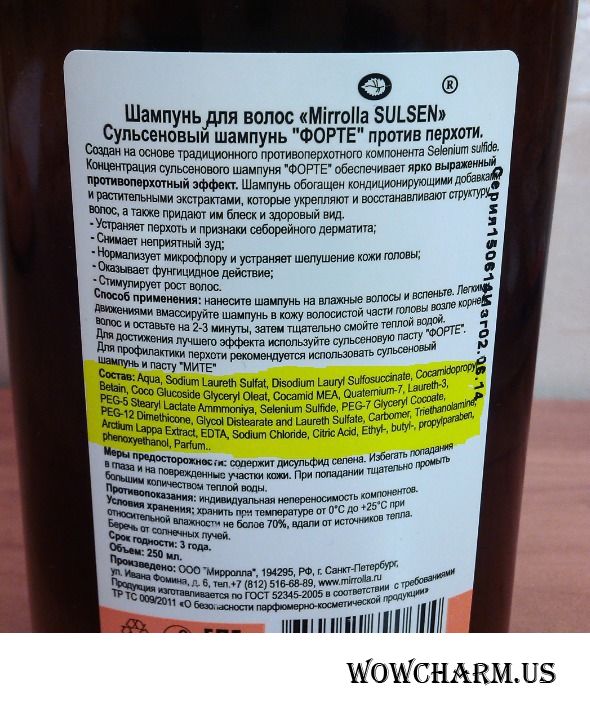 ®
Шампунь для волос «Mirrolla SULSEN»
Сульсеновый шампунь "ФОРТЕ" против перхоти.
Создан на основе традиционного противоперхотного компонента Selenium sulfide.
Концентрация сульсенового шампуня "ФОРТЕ" обеспечивает ярко выраженный
противоперхотный эффект. Шампунь обогащен кондиционирующими добавками
и растительными экстрактами, которые укрепляют и восстанавливают структуру
волос, а также придают им блеск и здоровый вид.
- Устраняет перхоть и признаки себорейного дерматита;
- Снимает неприятный зуд;
- Нормализует микрофлору и устраняет шелушение кожи головы;
- Оказывает фунгицидное действие;
- Стимулирует рост волос.
Способ применения: нанесите шампунь на влажные волосы и вспеньте. Легкими
движениями вмассируйте шампунь в кожу волосистой части головы возле корней
волос и оставьте на 2-3 минуты, затем тщательно смойте теплой водой.
Для достижения лучшего эффекта используйте сульсеновую пасту "ФОРТЕ".
Для профилактики перхоти рекомендуется использовать сульсеновый
шампунь и пасту "МИТЕ"
Состав: Aqua, Sodium Laureth Sulfat, Disodium Lauryl Sulfosuccinate, Cocamidopropyl
Betain, Coco Glucoside Glyceryl Oleat, Cocamid MEA, Quaternium-7, Laureth-3,
PEG-5 Stearyl Lactate Ammmoniya, Selenium Sulfide, PEG-7 Glyceryl Cocoate,
PEG-12 Dimethicone, Glycol Distearate and Laureth Sulfate, Carbomer, Triethanolamine,
Arctium Lappa Extract, EDTA, Sodium Chloride, Citric Acid, Ethyl-, butyl-, propylparaben,
phenoxyethanol, Parfum..
Меры предосторожности: содержит дисульфид селена. Избегать попадания
в глаза и на поврежденные участки кожи. При попадании тщательно промыть
большим количеством теплой воды.
Противопоказания: индивидуальная непереносимость компонентов.
Условия хранения: хранить при температуре от 0°С до +25°С при
относительной влажности не более 70%, вдали от источников тепла.
Беречь от солнечных лучей.
Срок годности: 3 года.
Объем: 250 мл.
Произведено: ООО "Мирролла", 194295, РФ, г. Санкт-Петербург,
ул. Ивана Фомина, д. 6, тел.+7 (812) 516-68-89, www.mirrolla.ru
Продукция изготавливается по ГОСТ 52345-2005 в соответствии с требованиями
ТР ТС 009/2011 «О безопасности парфюмерно-косметической продукции»
Серия150614Изг02.06.14
WOWCHARM.US